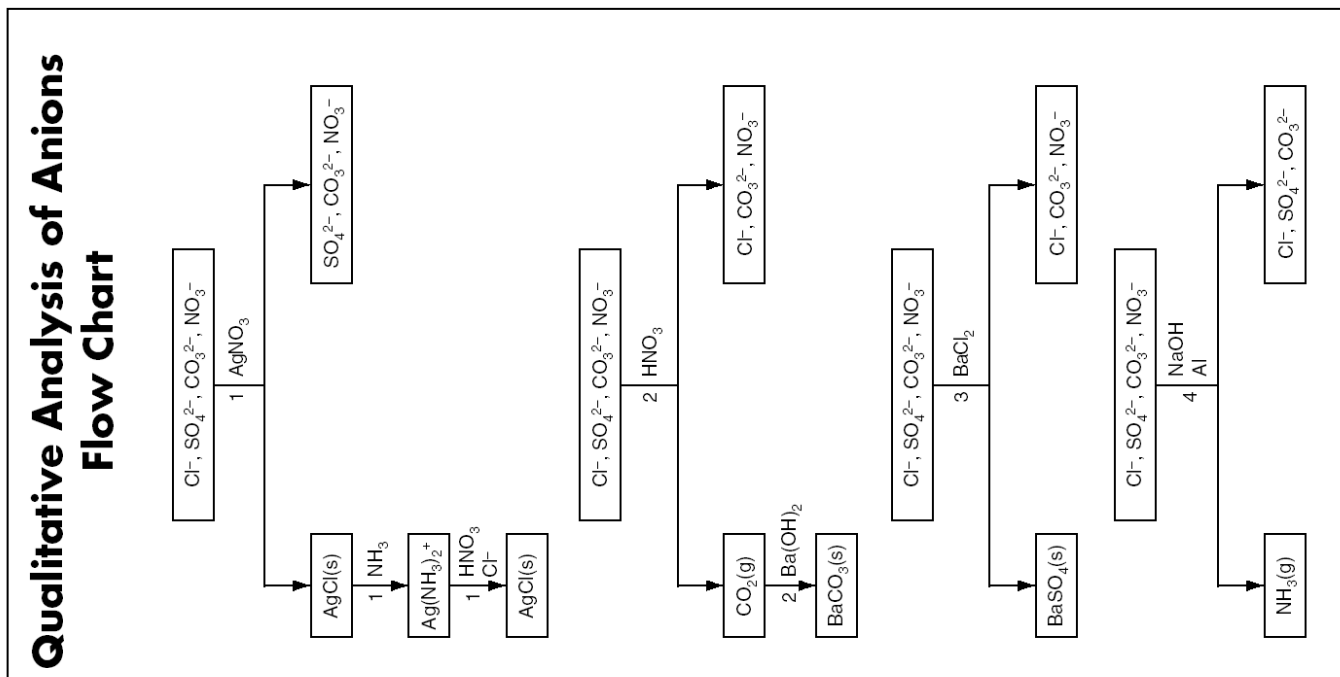 Qualitative Analysis of Anions
Flow Chart
Cl⁻, SO₄²⁻, CO₃²⁻, NO₃⁻
1 AgNO₃
AgCl(s)
SO₄²⁻, CO₃²⁻, NO₃⁻
1 NH₃
Ag(NH₃)₂⁺
1 HNO₃
Cl⁻
AgCl(s)
Cl⁻, SO₄²⁻, CO₃²⁻, NO₃⁻
2 HNO₃
CO₂(g)
Cl⁻, CO₃²⁻, NO₃⁻
2 Ba(OH)₂
BaCO₃(s)
Cl⁻, SO₄²⁻, CO₃²⁻, NO₃⁻
3 BaCl₂
BaSO₄(s)
Cl⁻, CO₃²⁻, NO₃⁻
Cl⁻, SO₄²⁻, CO₃²⁻, NO₃⁻
4 NaOH
Al
NH₃(g)
Cl⁻, SO₄²⁻, CO₃²⁻